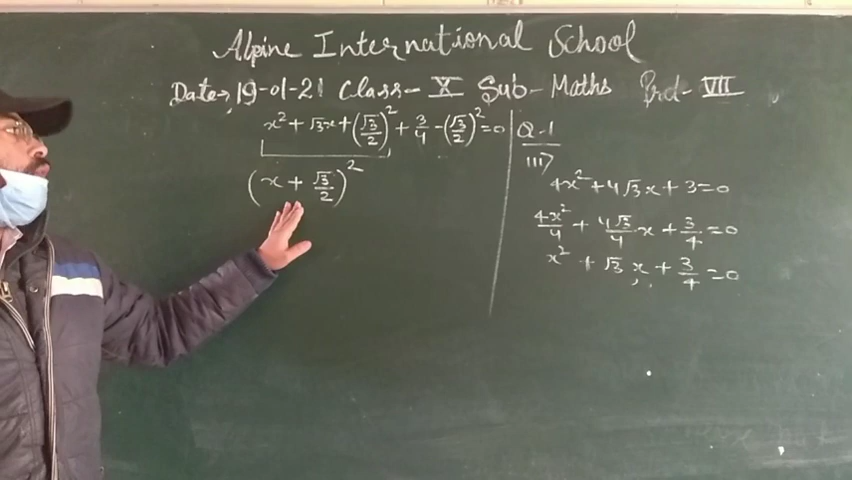 Alpine International School
Date→ 19-01-21 Class- X Sub- Maths Prd- VII
x² + √3x + (√3/2)² + 3/4 - (√3/2)² = 0
(x + √3/2)²
Q-1
iii)
4x² + 4√3x + 3 = 0
4x²/4 + 4√3/4 x + 3/4 = 0
x² + √3 x + 3/4 = 0